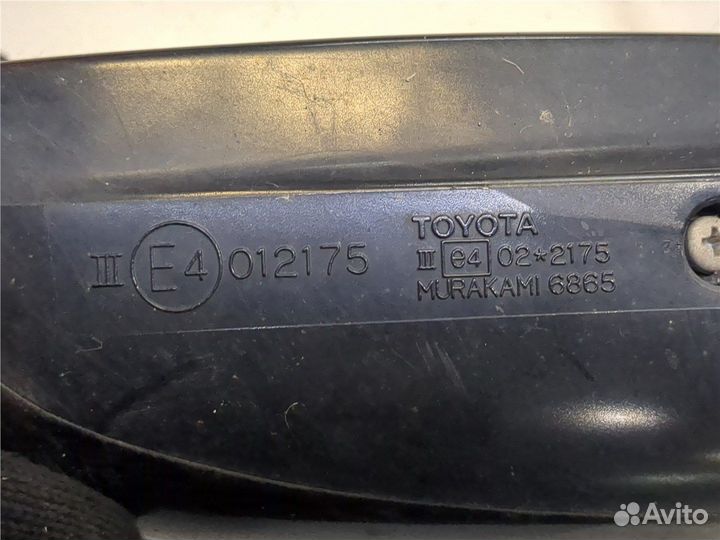 III E4 012175
TOYOTA
III e4 02*2175
MURAKAMI 6865
Avito